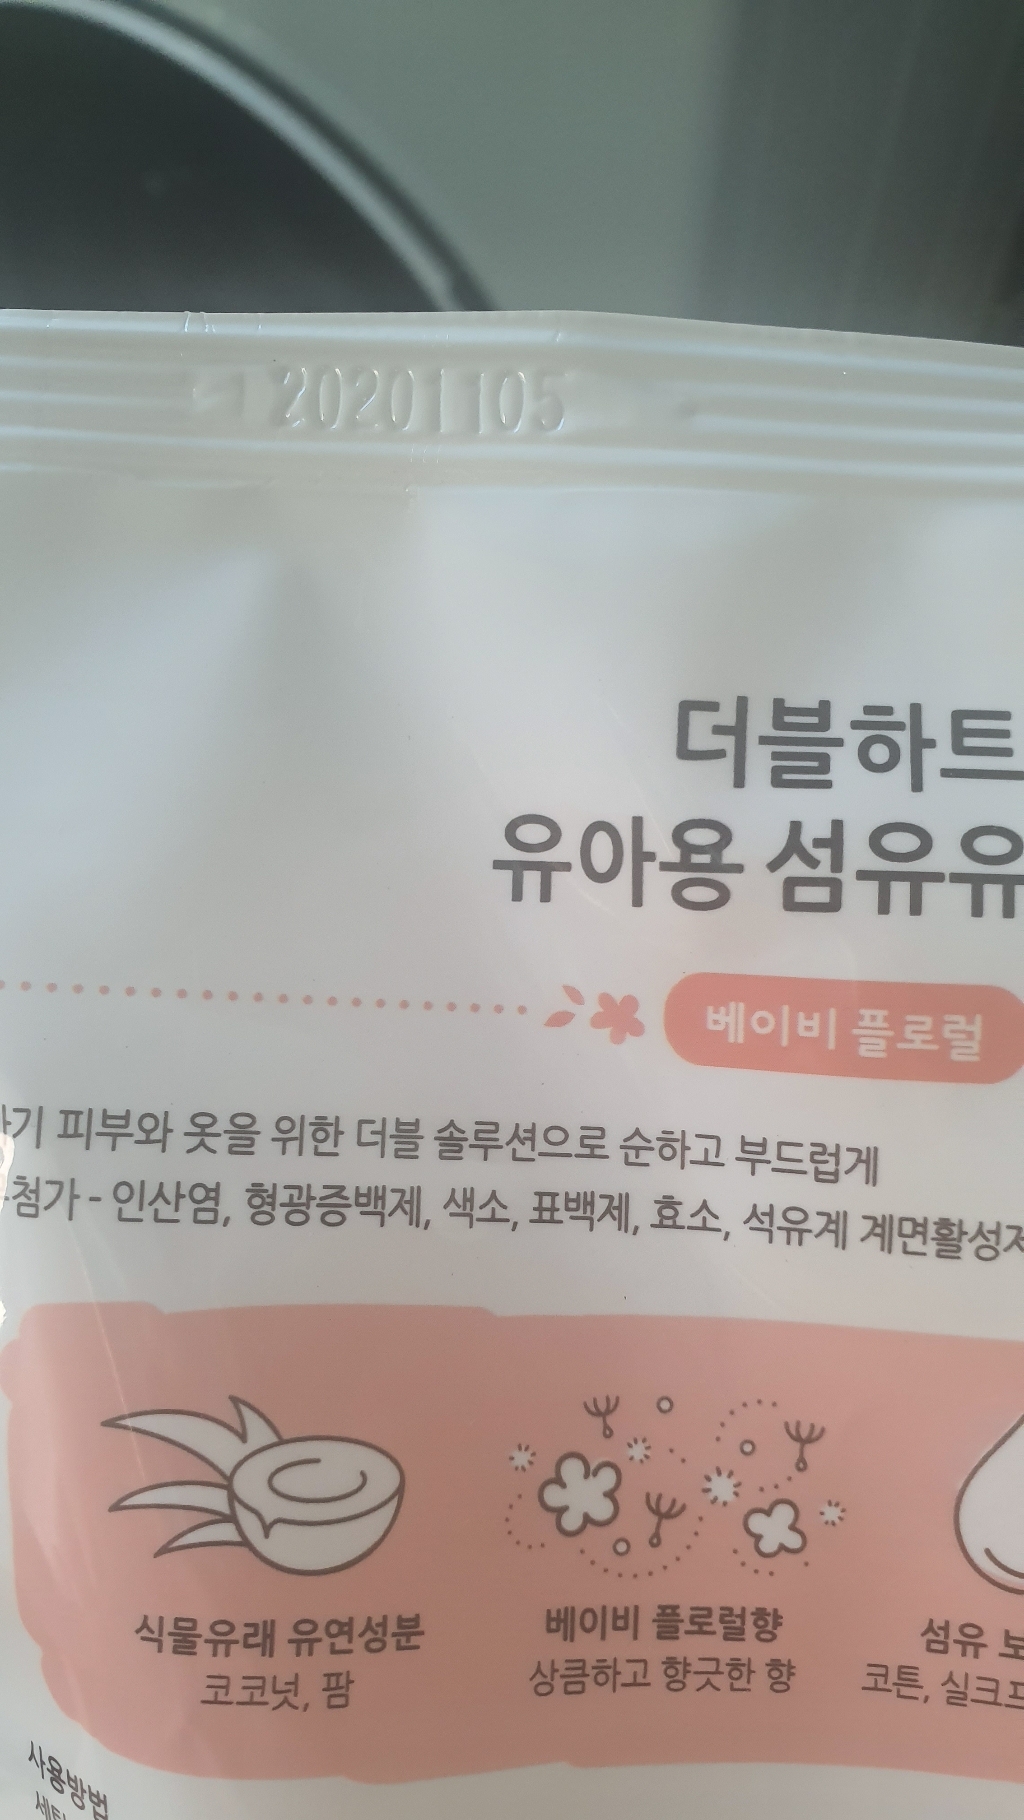 20201105
더블하트
유아용 섬유유
베이비 플로럴
피부와 옷을 위한 더블 솔루션으로 순하고 부드럽게
첨가 - 인산염, 형광증백제, 색소, 표백제, 효소, 석유계 계면활성
식물유래 유연성분
코코넛, 팜
베이비 플로럴향
상큼하고 향긋한 향
섬유
코튼, 실크
사용방법